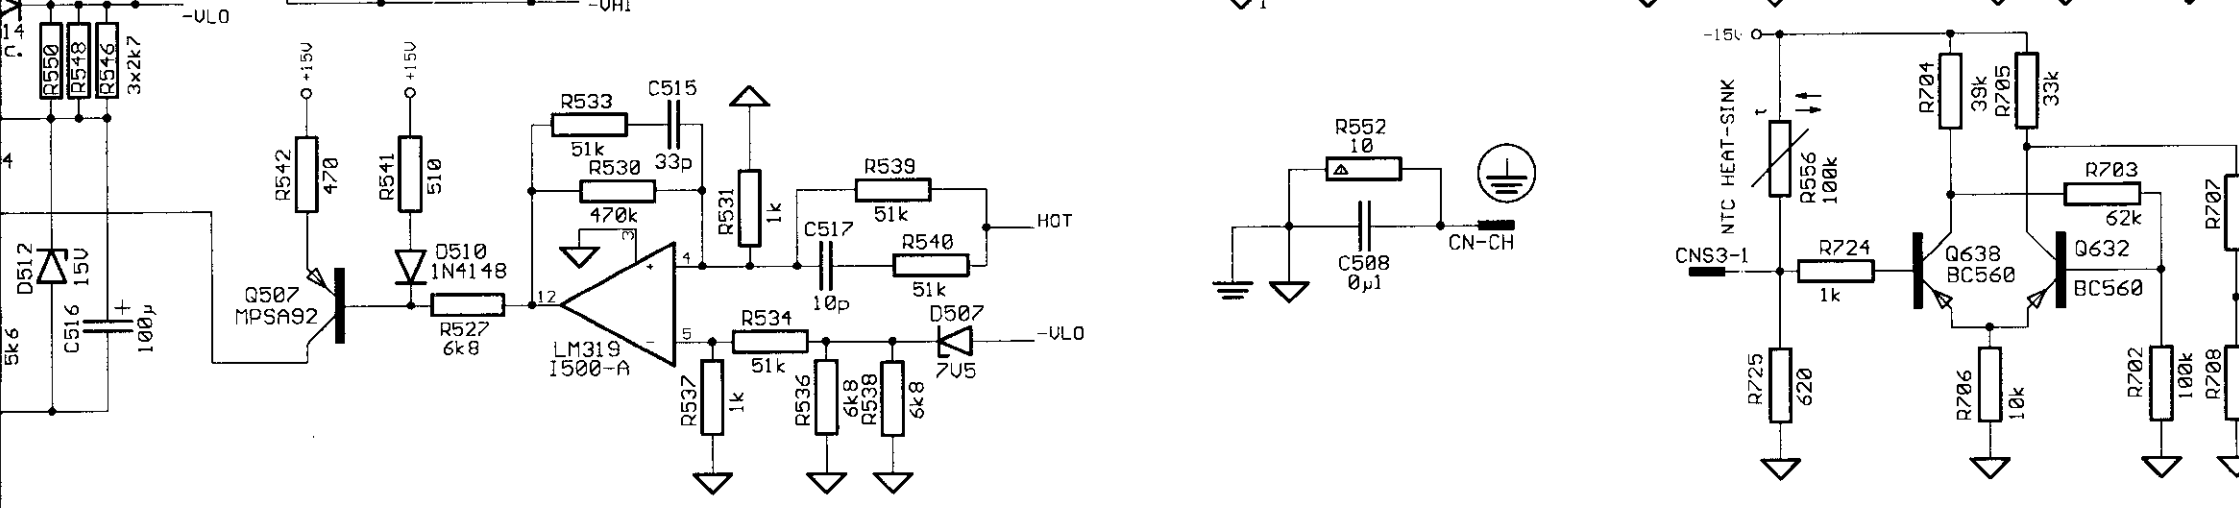 -VLO
-VHI
14
C.
R550
R548
R546
3x2k7
+15V
+15V
4
R542
470
R541
510
D512
15V
C516
+
100µ
5k6
Q507
MPSA92
D510
1N4148
R527
6k8
R533
51k
C515
33p
R530
470k
R531
1k
3
12
+
4
-
5
LM319
I500-A
R539
51k
C517
10p
R540
51k
HOT
R534
51k
D507
7V5
-VLO
R537
1k
R536
6k8
R538
6k8
1
R552
10
C508
0µ1
CN-CH
-15V
NTC HEAT-SINK
t
R556
100k
R704
39k
R705
33k
R703
62k
R707
CNS3-1
R724
1k
Q638
BC560
Q632
BC560
R725
620
R706
10k
R702
100k
R708